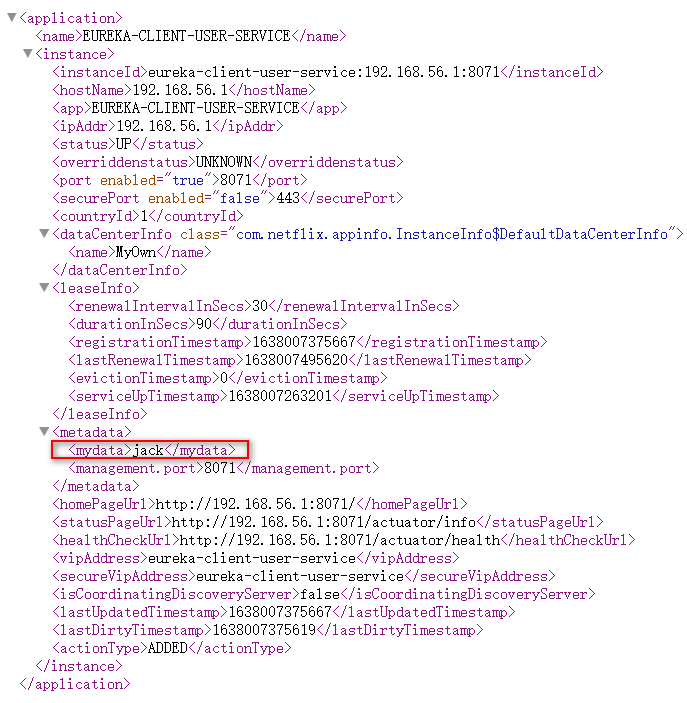 <application>
<name>EUREKA-CLIENT-USER-SERVICE</name>
<instance>
<instanceId>eureka-client-user-service:192.168.56.1:8071</instanceId>
<hostName>192.168.56.1</hostName>
<app>EUREKA-CLIENT-USER-SERVICE</app>
<ipAddr>192.168.56.1</ipAddr>
<status>UP</status>
<overriddenstatus>UNKNOWN</overriddenstatus>
<port enabled="true">8071</port>
<securePort enabled="false">443</securePort>
<countryId>1</countryId>
<dataCenterInfo class="com.netflix.appinfo.InstanceInfo$DefaultDataCenterInfo">
<name>MyOwn</name>
</dataCenterInfo>
<leaseInfo>
<renewalIntervalInSecs>30</renewalIntervalInSecs>
<durationInSecs>90</durationInSecs>
<registrationTimestamp>1638007375667</registrationTimestamp>
<lastRenewalTimestamp>1638007495620</lastRenewalTimestamp>
<evictionTimestamp>0</evictionTimestamp>
<serviceUpTimestamp>1638007263201</serviceUpTimestamp>
</leaseInfo>
<metadata>
<mydata>jack</mydata>
<management.port>8071</management.port>
</metadata>
<homePageUrl>http://192.168.56.1:8071/</homePageUrl>
<statusPageUrl>http://192.168.56.1:8071/actuator/info</statusPageUrl>
<healthCheckUrl>http://192.168.56.1:8071/actuator/health</healthCheckUrl>
<vipAddress>eureka-client-user-service</vipAddress>
<secureVipAddress>eureka-client-user-service</secureVipAddress>
<isCoordinatingDiscoveryServer>false</isCoordinatingDiscoveryServer>
<lastUpdatedTimestamp>1638007375667</lastUpdatedTimestamp>
<lastDirtyTimestamp>1638007375619</lastDirtyTimestamp>
<actionType>ADDED</actionType>
</instance>
</application>